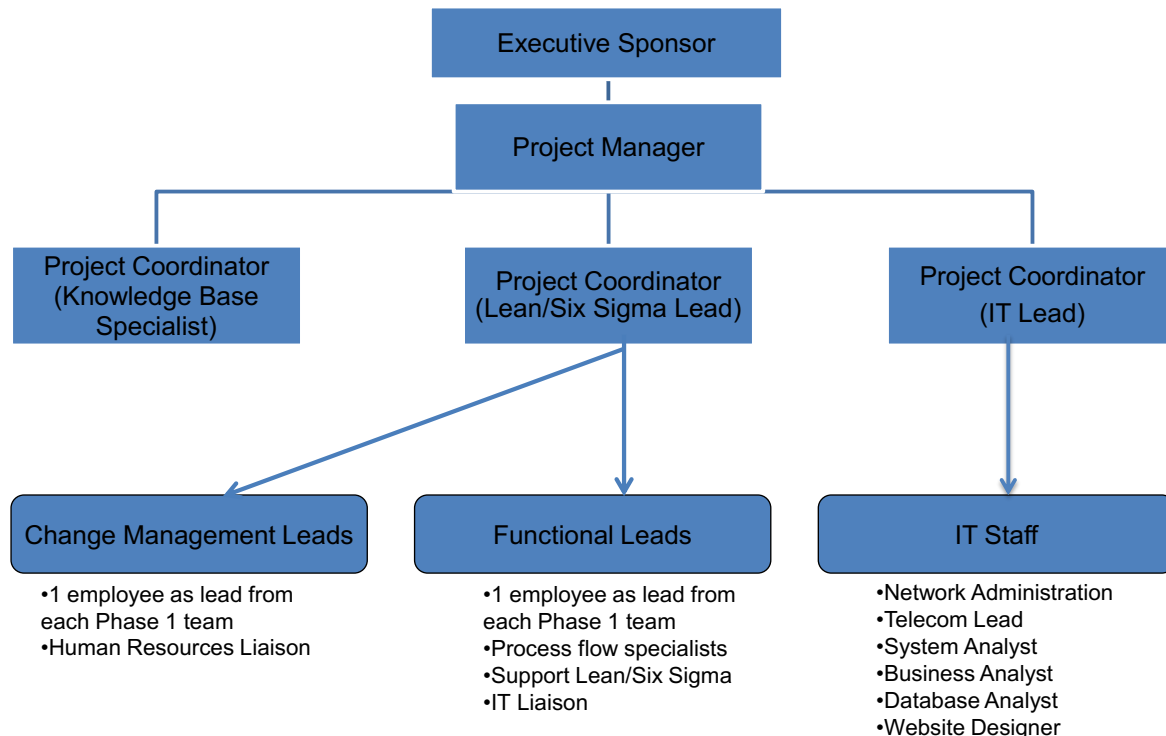 Executive Sponsor
Project Manager
Project Coordinator
(Knowledge Base
Specialist)
Project Coordinator
(Lean/Six Sigma Lead)
Project Coordinator
(IT Lead)
Change Management Leads
•1 employee as lead from
each Phase 1 team
•Human Resources Liaison
Functional Leads
•1 employee as lead from
each Phase 1 team
•Process flow specialists
•Support Lean/Six Sigma
•IT Liaison
IT Staff
•Network Administration
•Telecom Lead
•System Analyst
•Business Analyst
•Database Analyst
•Website Designer